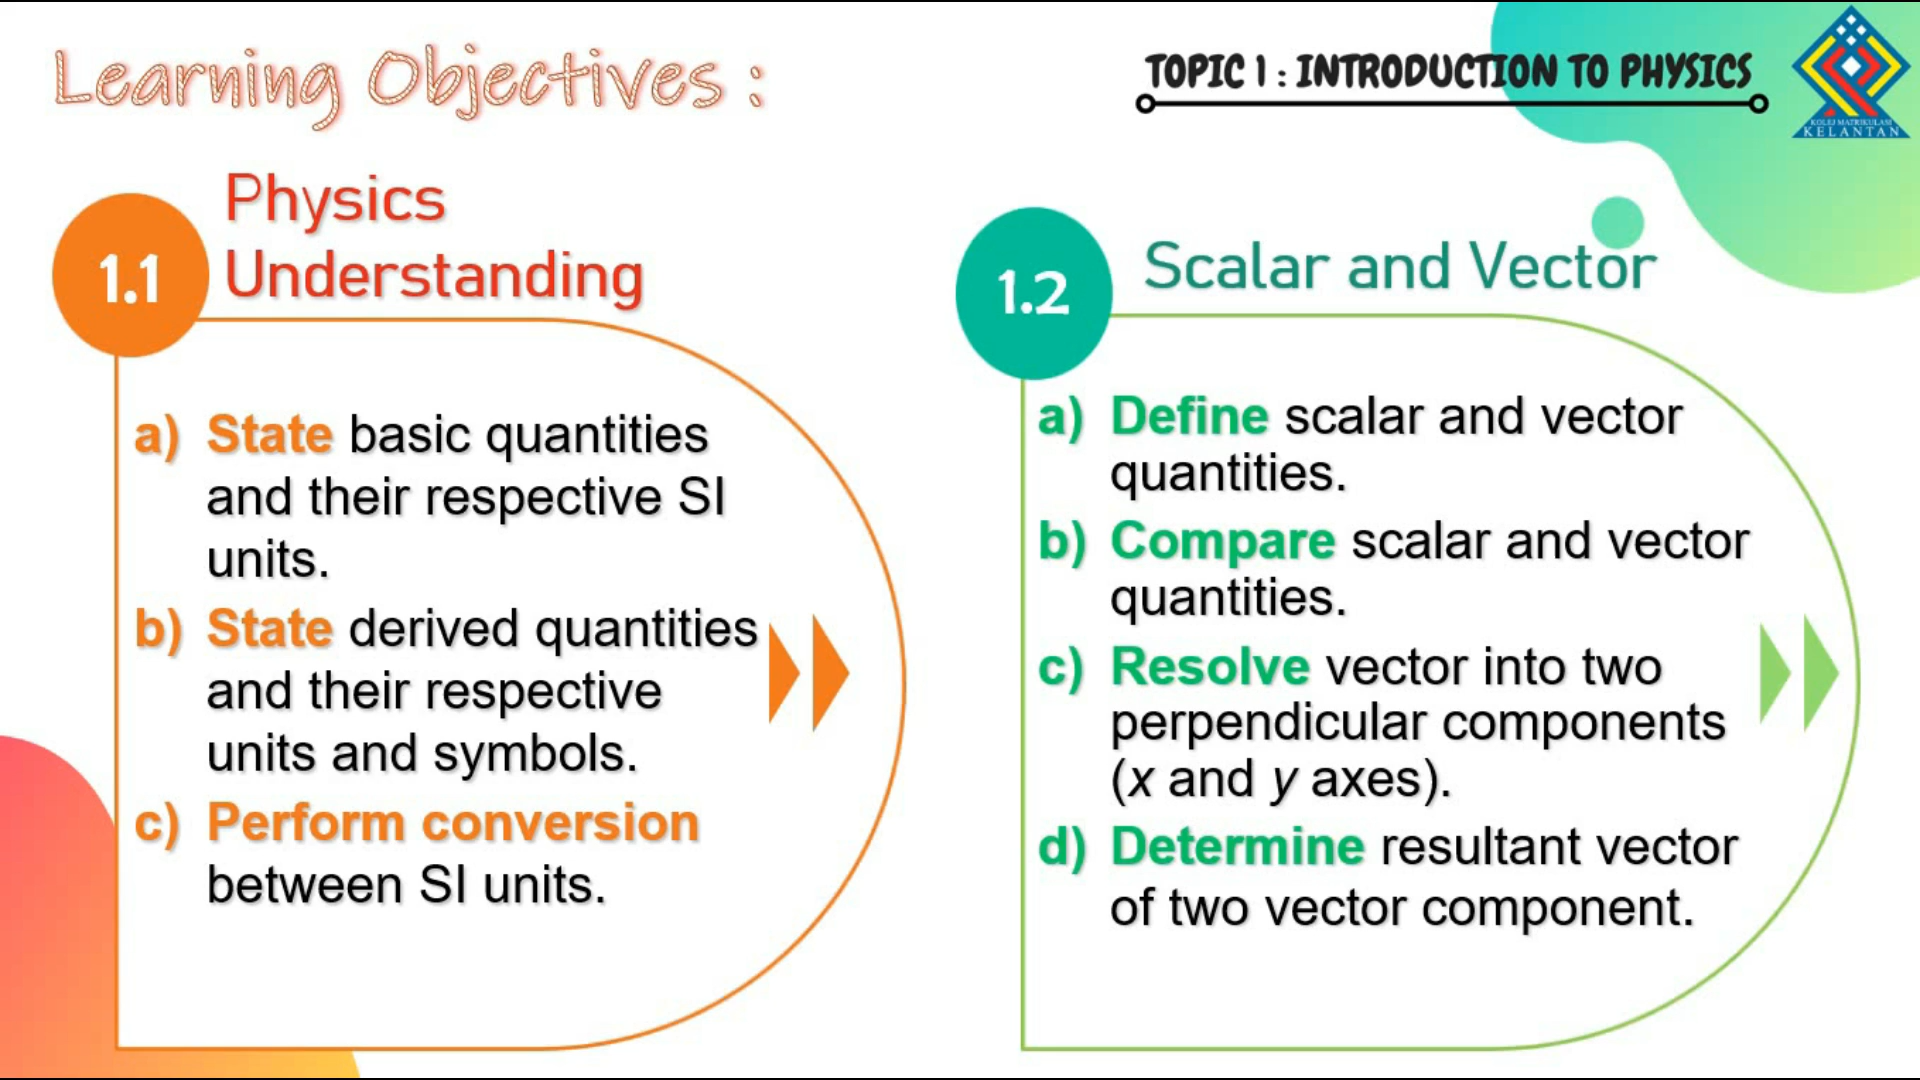 Learning Objectives :
TOPIC 1 : INTRODUCTION TO PHYSICS
KOLEJ MATRIKULASI
KELANTAN
1.1
Physics
Understanding
a) State basic quantities
and their respective SI
units.
b) State derived quantities
and their respective
units and symbols.
c) Perform conversion
between SI units.
1.2
Scalar and Vector
a) Define scalar and vector
quantities.
b) Compare scalar and vector
quantities.
c) Resolve vector into two
perpendicular components
(x and y axes).
d) Determine resultant vector
of two vector component.